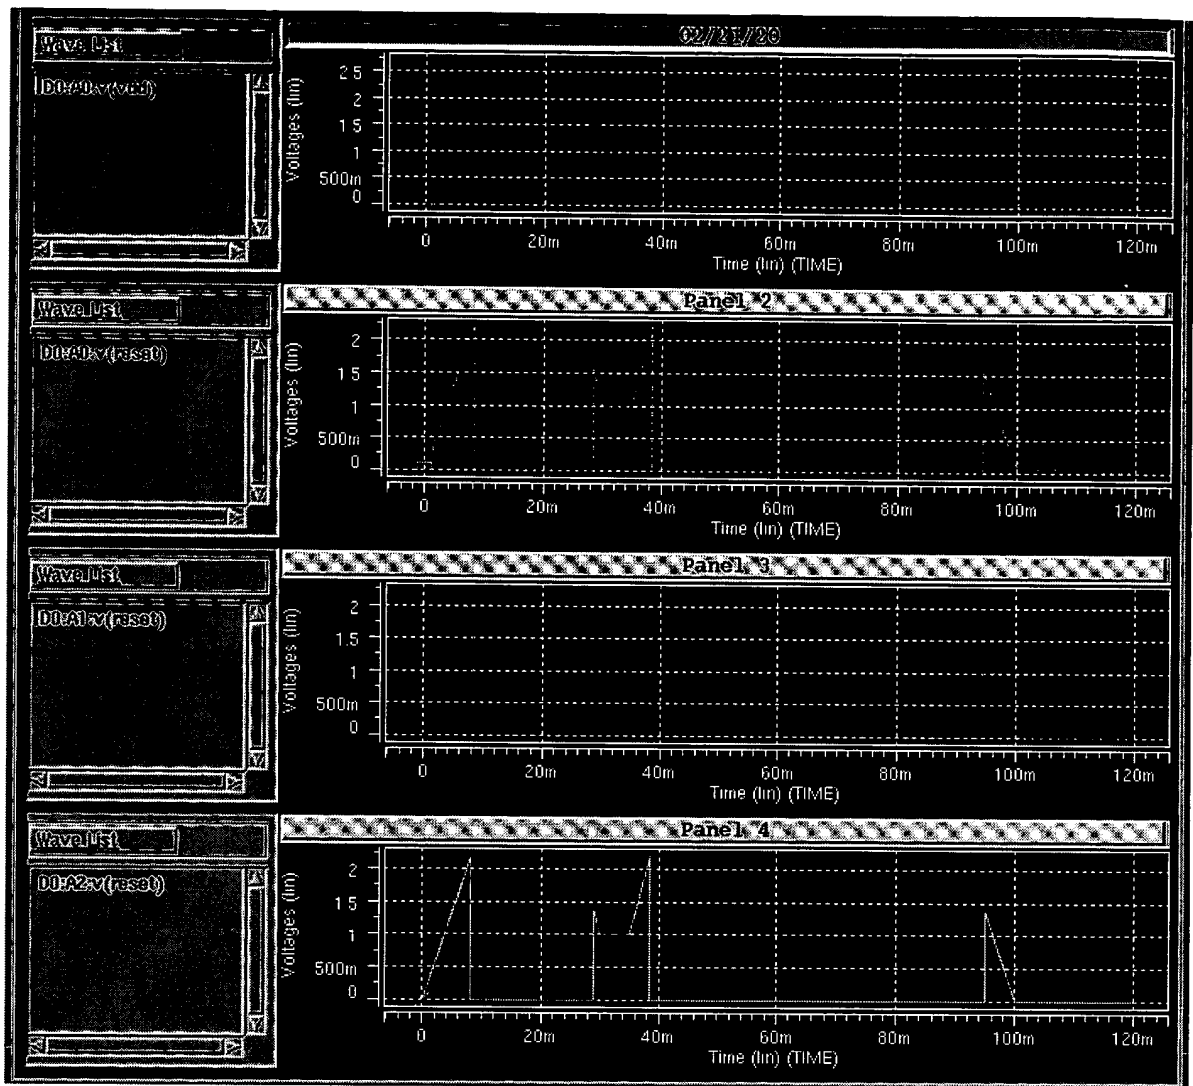 Wave List
02/21/20
D0:A0:v(vdd)
Voltages (lin)
2 5
2
1 5
1
500m
0
0 20m 40m 60m 80m 100m 120m
Time (lin) (TIME)
Wave List
Panel 2
D0:A0:v(reset)
Voltages (lin)
2
1 5
1
500m
0
0 20m 40m 60m 80m 100m 120m
Time (lin) (TIME)
Wave List
Panel 3
D0:A1:v(reset)
Voltages (lin)
2
1.5
1
500m
0
0 20m 40m 60m 80m 100m 120m
Time (lin) (TIME)
Wave List
Panel 4
D0:A2:v(reset)
Voltages (lin)
2
1 5
1
500m
0
0 20m 40m 60m 80m 100m 120m
Time (lin) (TIME)